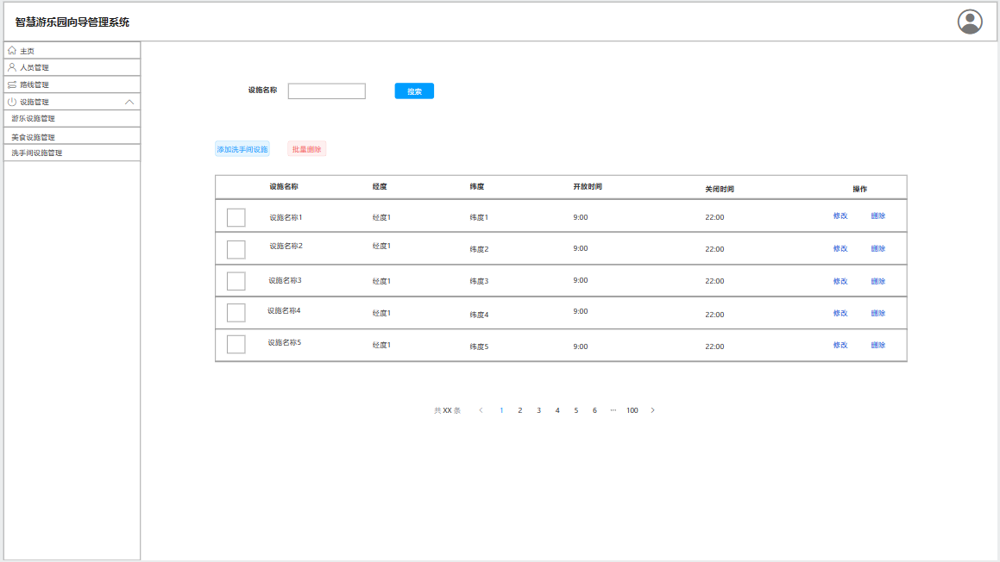 智慧游乐园向导管理系统
主页
人员管理
路线管理
设施管理
游乐设施管理
美食设施管理
洗手间设施管理
设施名称 搜索
添加洗手间设施 批量删除
设施名称 经度 纬度 开放时间 关闭时间 操作
设施名称1 经度1 纬度1 9:00 22:00 修改 删除
设施名称2 经度1 纬度2 9:00 22:00 修改 删除
设施名称3 经度1 纬度3 9:00 22:00 修改 删除
设施名称4 经度1 纬度4 9:00 22:00 修改 删除
设施名称5 经度1 纬度5 9:00 22:00 修改 删除
共 XX 条 < 1 2 3 4 5 6 ··· 100 >